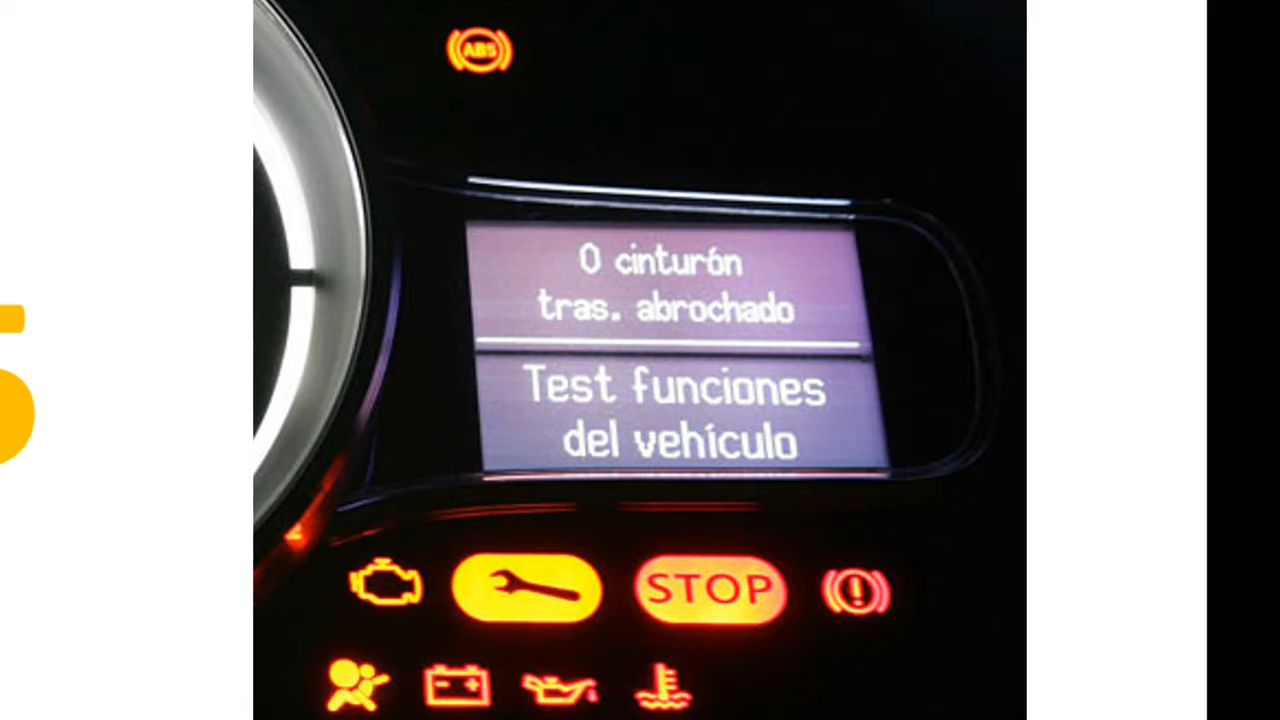 ABS
0 cinturón
tras. abrochado
Test funciones
del vehículo
STOP